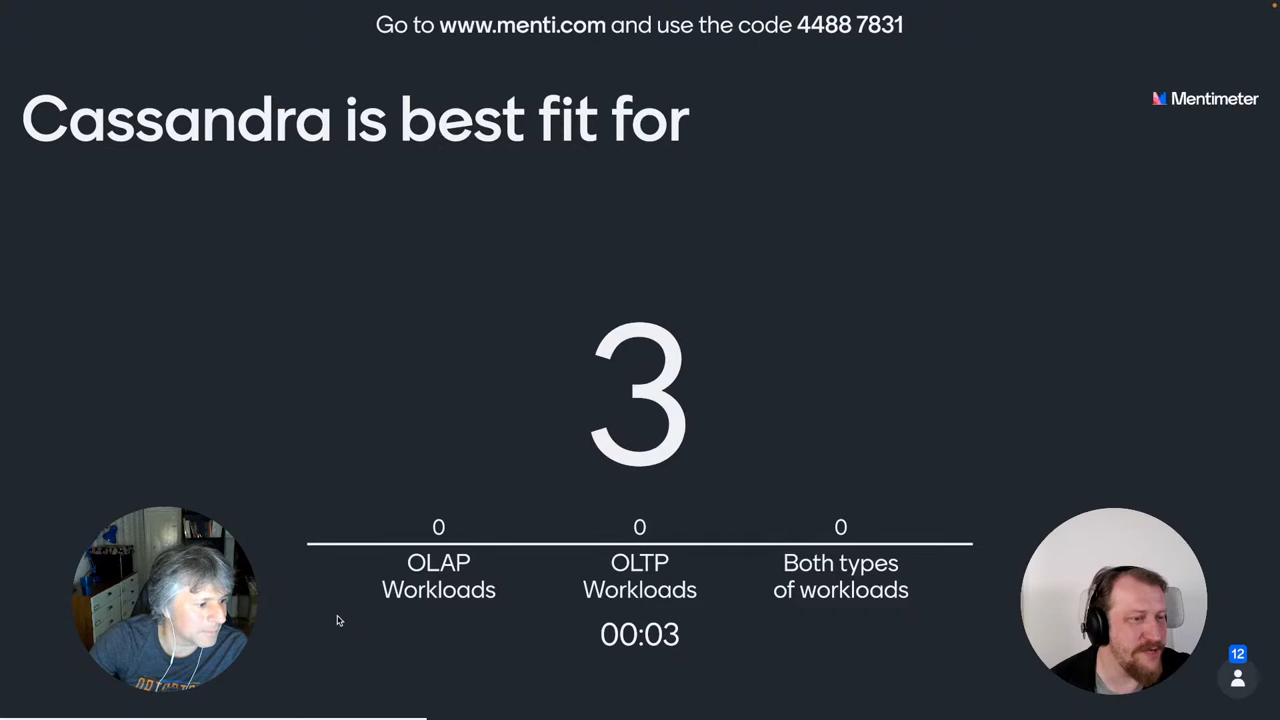 Go to www.menti.com and use the code 4488 7831
Mentimeter
Cassandra is best fit for
3
0
0
0
OLAP
Workloads
OLTP
Workloads
Both types
of workloads
00:03
12